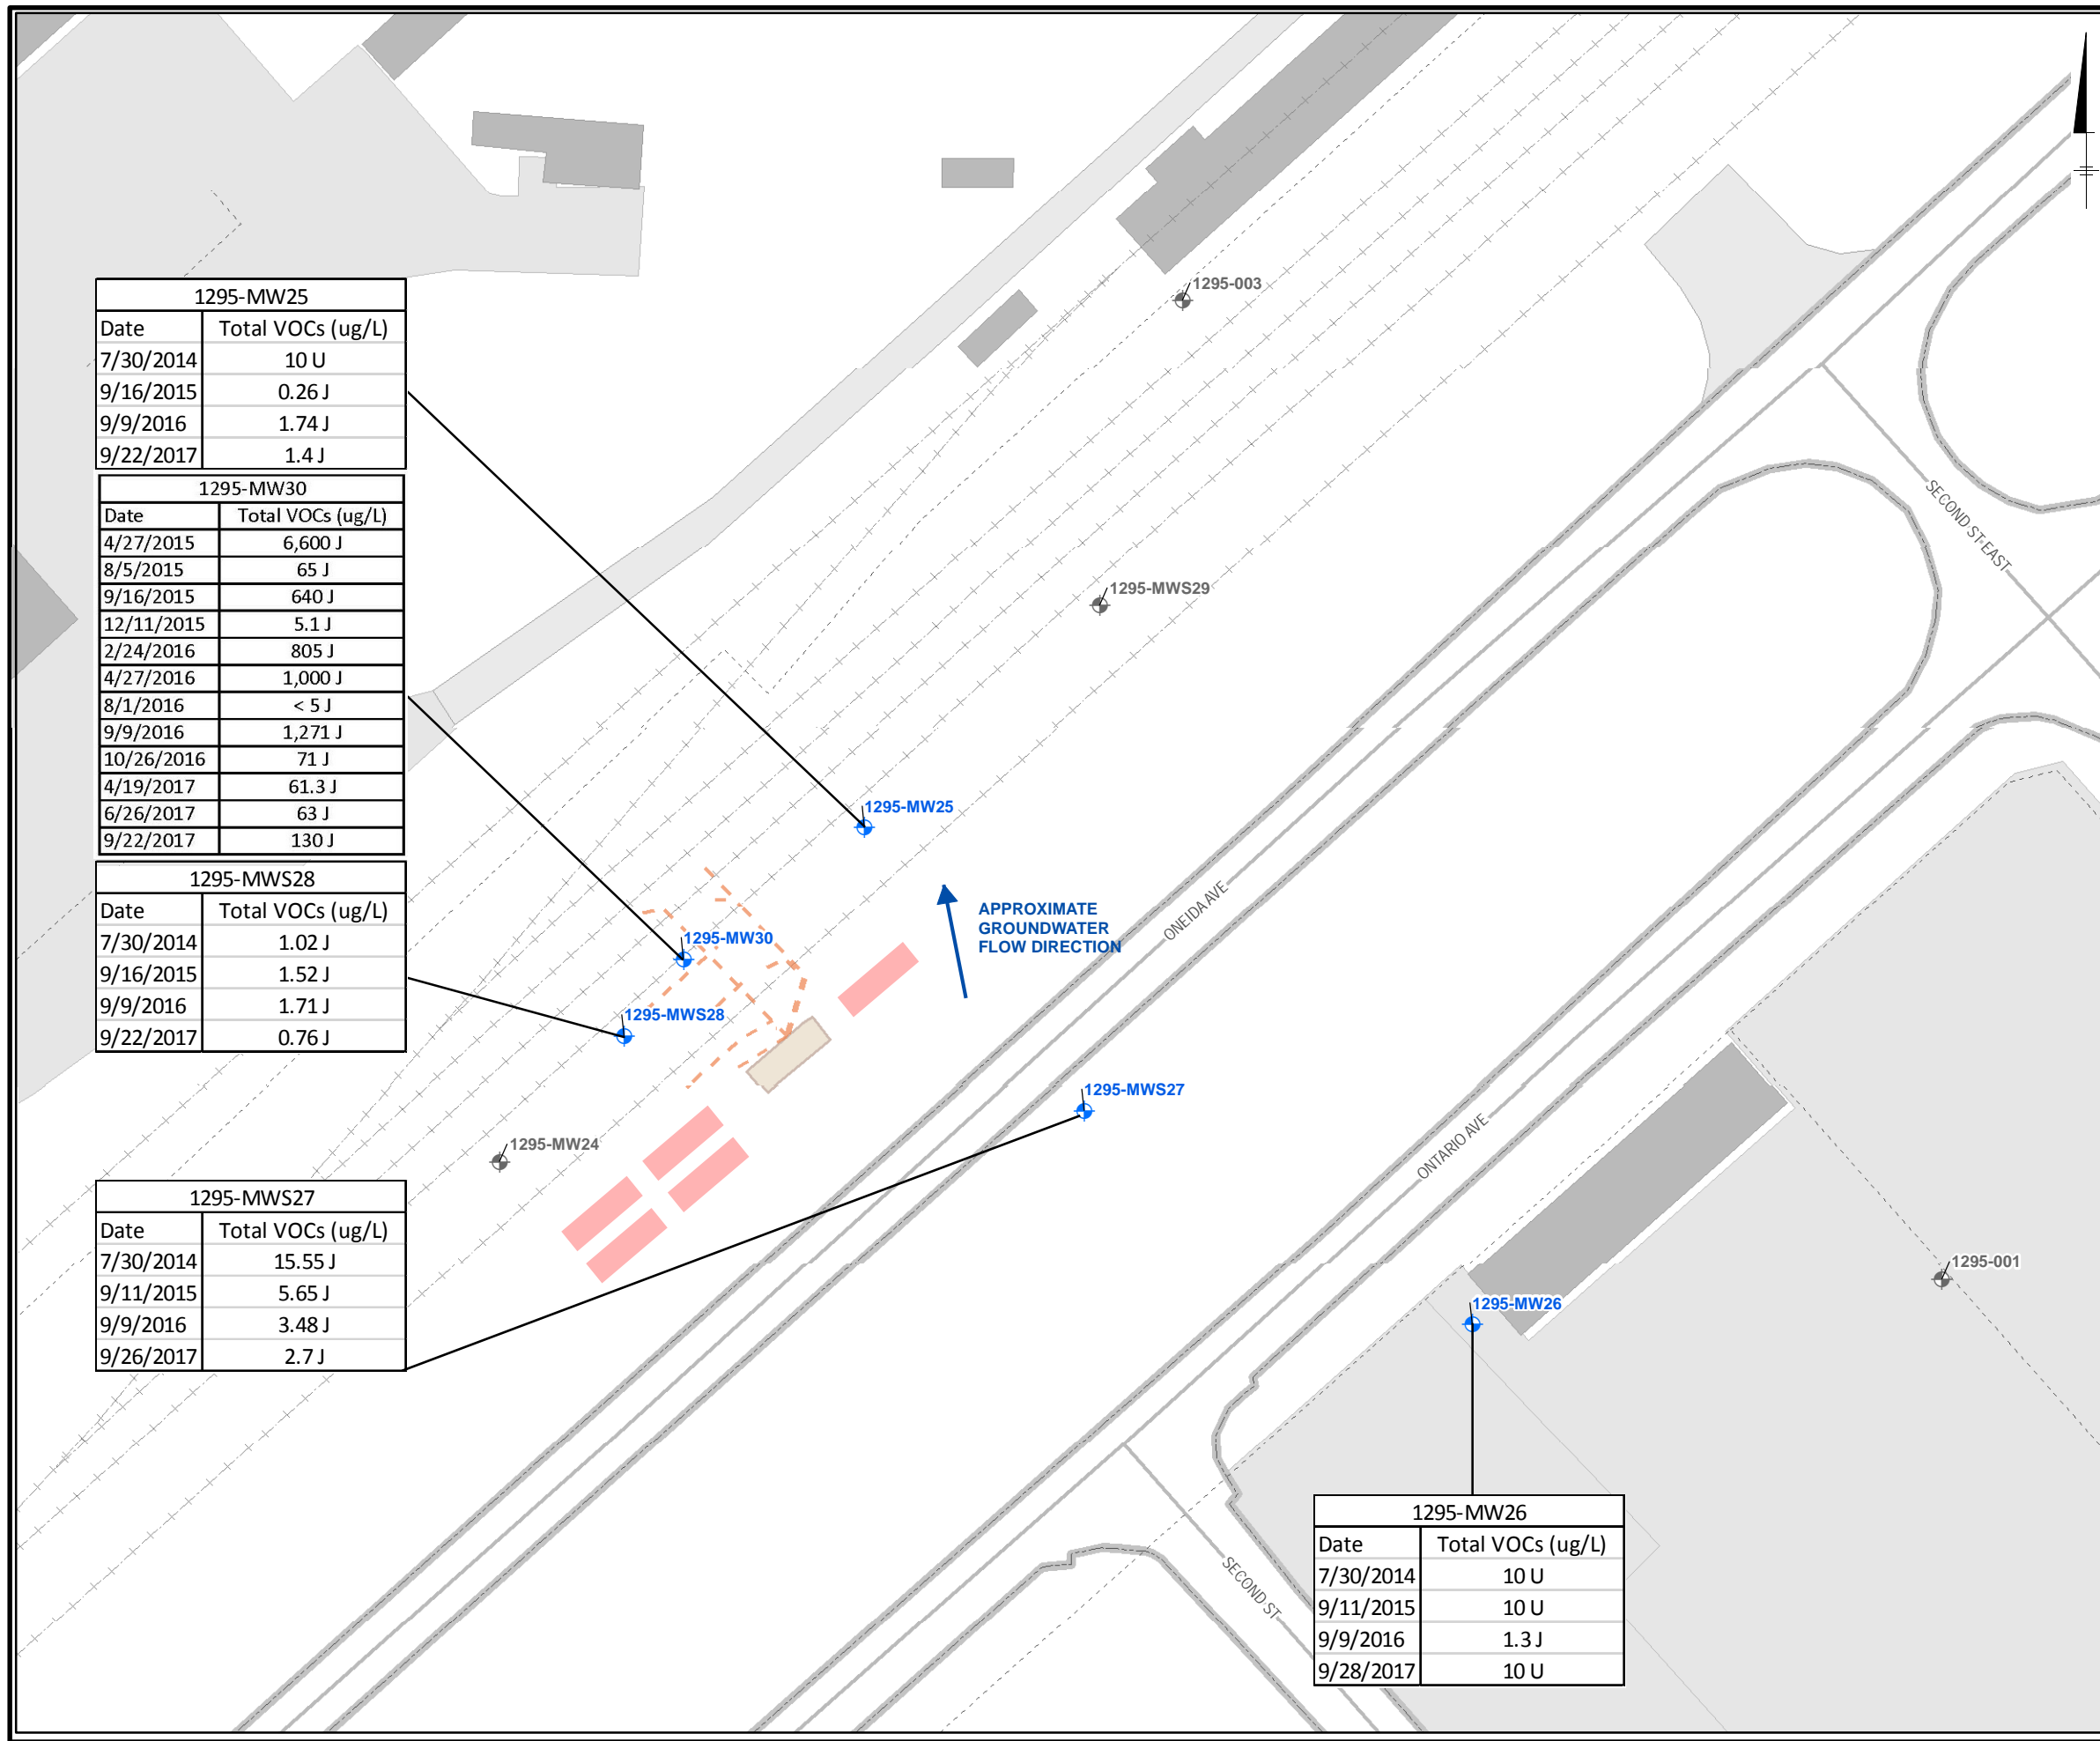 1295-003
1295-MW25
Date Total VOCs (ug/L)
7/30/2014 10 U
9/16/2015 0.26 J
9/9/2016 1.74 J
9/22/2017 1.4 J
1295-MW30
Date Total VOCs (ug/L)
4/27/2015 6,600 J
8/5/2015 65 J
9/16/2015 640 J
12/11/2015 5.1 J
2/24/2016 805 J
4/27/2016 1,000 J
8/1/2016 < 5 J
9/9/2016 1,271 J
10/26/2016 71 J
4/19/2017 61.3 J
6/26/2017 63 J
9/22/2017 130 J
1295-MWS28
Date Total VOCs (ug/L)
7/30/2014 1.02 J
9/16/2015 1.52 J
9/9/2016 1.71 J
9/22/2017 0.76 J
1295-MWS27
Date Total VOCs (ug/L)
7/30/2014 15.55 J
9/11/2015 5.65 J
9/9/2016 3.48 J
9/26/2017 2.7 J
SECOND ST EAST
1295-MWS29
1295-MW25
APPROXIMATE
GROUNDWATER
FLOW DIRECTION
ONEIDA AVE
1295-MW30
1295-MWS28
1295-MWS27
1295-MW24
ONTARIO AVE
1295-001
1295-MW26
SECOND ST
1295-MW26
Date Total VOCs (ug/L)
7/30/2014 10 U
9/11/2015 10 U
9/9/2016 1.3 J
9/28/2017 10 U